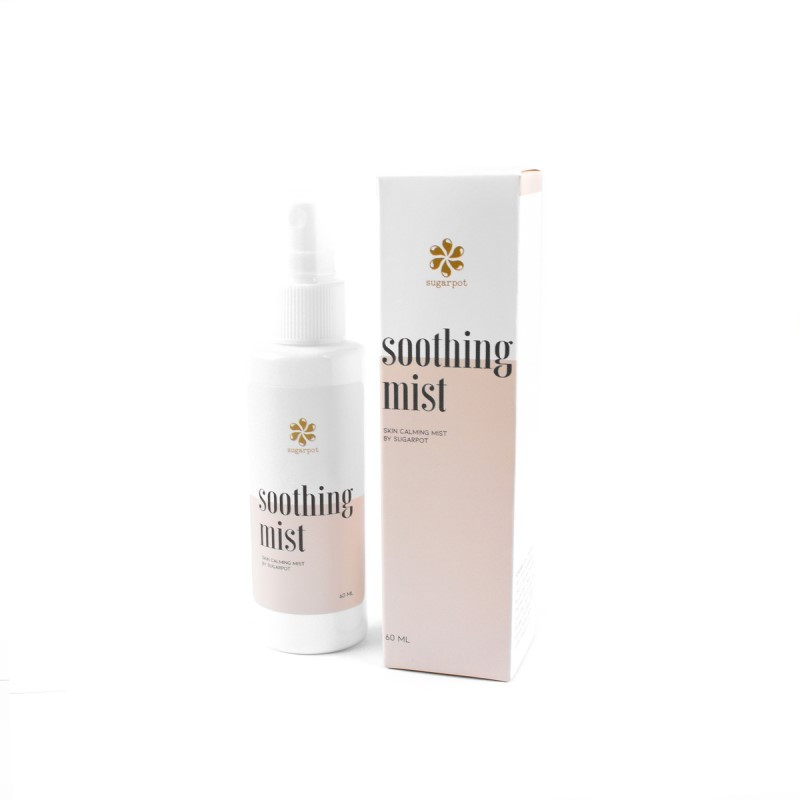 sugarpot
soothing
mist
SKIN CALMING MIST
BY SUGARPOT
60 ML
sugarpot
soothing
mist
SKIN CALMING MIST
BY SUGARPOT
60 ML